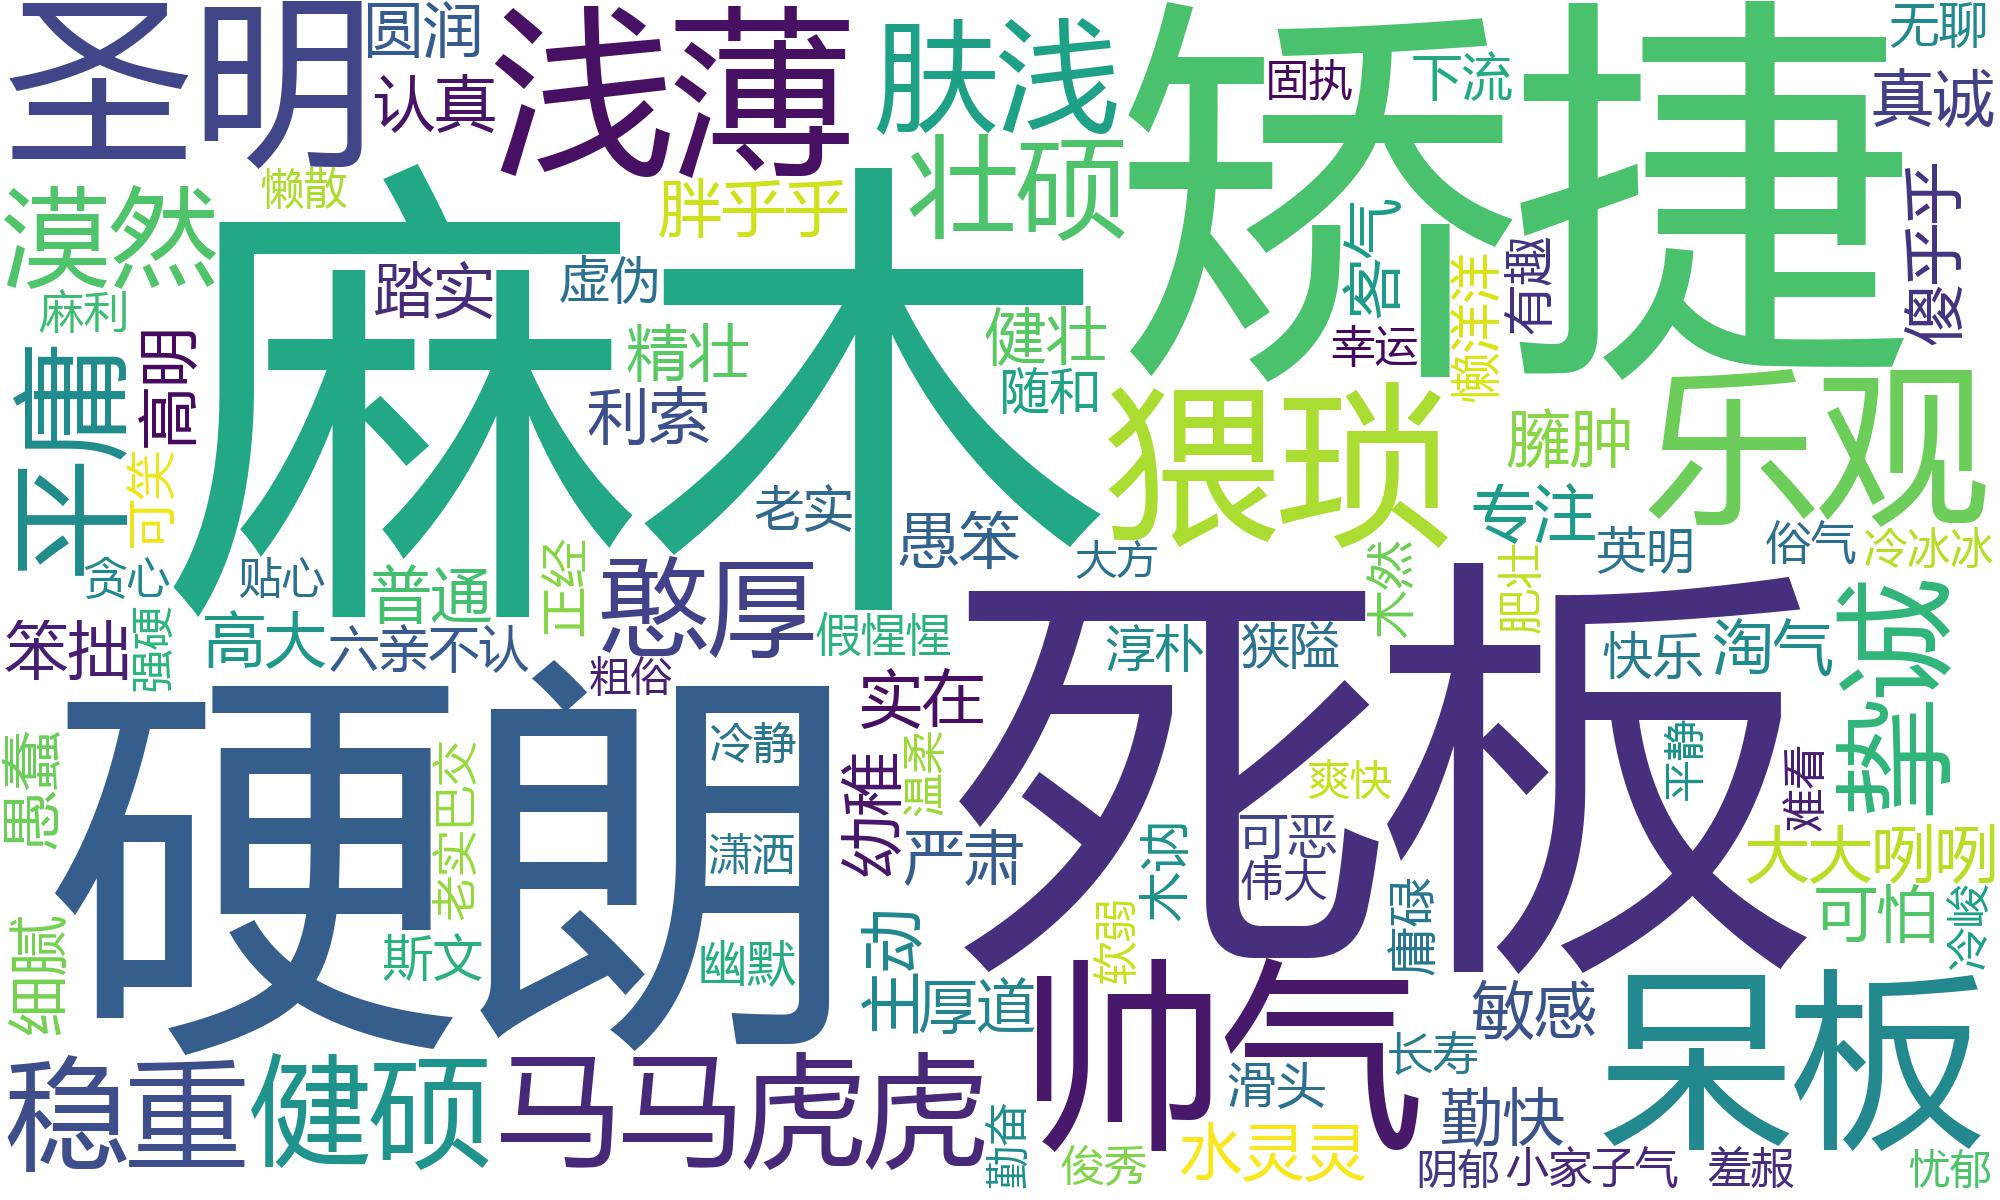 圣明
圆润
认真
浅薄
肤浅
矫捷
固执
下流
无聊
真诚
懒散
胖乎乎
壮硕
漠然
麻木
踏实
虚伪
客气
懒洋洋
有趣
傻乎乎
麻利
高明
精壮
健壮
幸运
平庸
利索
随和
猥琐
臃肿
乐观
可笑
老实
愚笨
专注
英明
俗气
冷冰冰
贪心
贴心
普通
正经
憨厚
大方
木然
肥壮
挚诚
笨拙
强硬
高大
六亲不认
粗俗
假惺惺
死板
淳朴
狭隘
快乐
淘气
硬朗
实在
冷静
愚蠢
老实巴交
幼稚
温柔
爽快
平静
难看
潇洒
严肃
木讷
可恶
伟大
大大咧咧
细腻
斯文
幽默
主动
软弱
庸碌
可怕
冷峻
厚道
帅气
敏感
呆板
稳重
健硕
马马虎虎
长寿
滑头
勤快
勤奋
俊秀
水灵灵
阴郁
小家子气
羞赧
忧郁